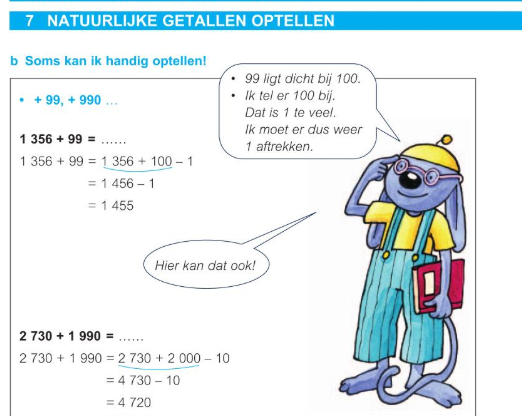 7 NATUURLIJKE GETALLEN OPTELLEN
b Soms kan ik handig optellen!
• + 99, + 990 …
• 99 ligt dicht bij 100.
• Ik tel er 100 bij.
Dat is 1 te veel.
Ik moet er dus weer
1 aftrekken.
1 356 + 99 = ……
1 356 + 99 = 1 356 + 100 – 1
= 1 456 – 1
= 1 455
Hier kan dat ook!
2 730 + 1 990 = ……
2 730 + 1 990 = 2 730 + 2 000 – 10
= 4 730 – 10
= 4 720